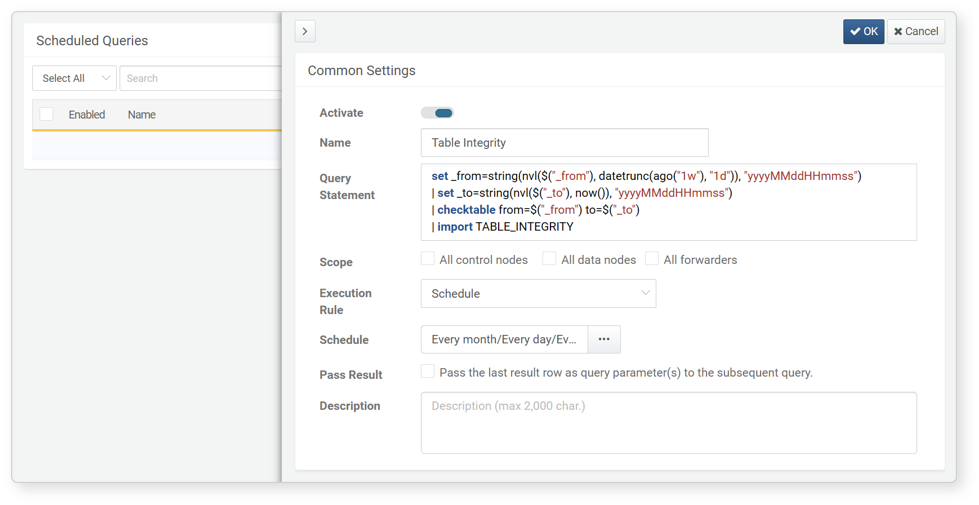 Scheduled Queries
Select All
Search
Enabled Name
OK
Cancel
Common Settings
Activate
Name
Table Integrity
Query
Statement
set _from=string(nvl($("_from"), datetrunc(ago("1w"), "1d")), "yyyyMMddHHmmss")
| set _to=string(nvl($("_to"), now()), "yyyyMMddHHmmss")
| checktable from=$("_from") to=$("_to")
| import TABLE_INTEGRITY
Scope
All control nodes All data nodes All forwarders
Execution
Rule
Schedule
Schedule
Every month/Every day/Ev...
Pass Result
Pass the last result row as query parameter(s) to the subsequent query.
Description
Description (max 2,000 char.)